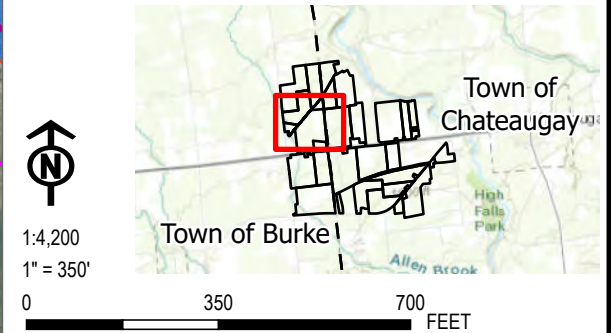 N
1:4,200
1" = 350'
0 350 700
FEET
Town of
Chateaugay
Town of Burke
High
Falls
Park
Allen Brook